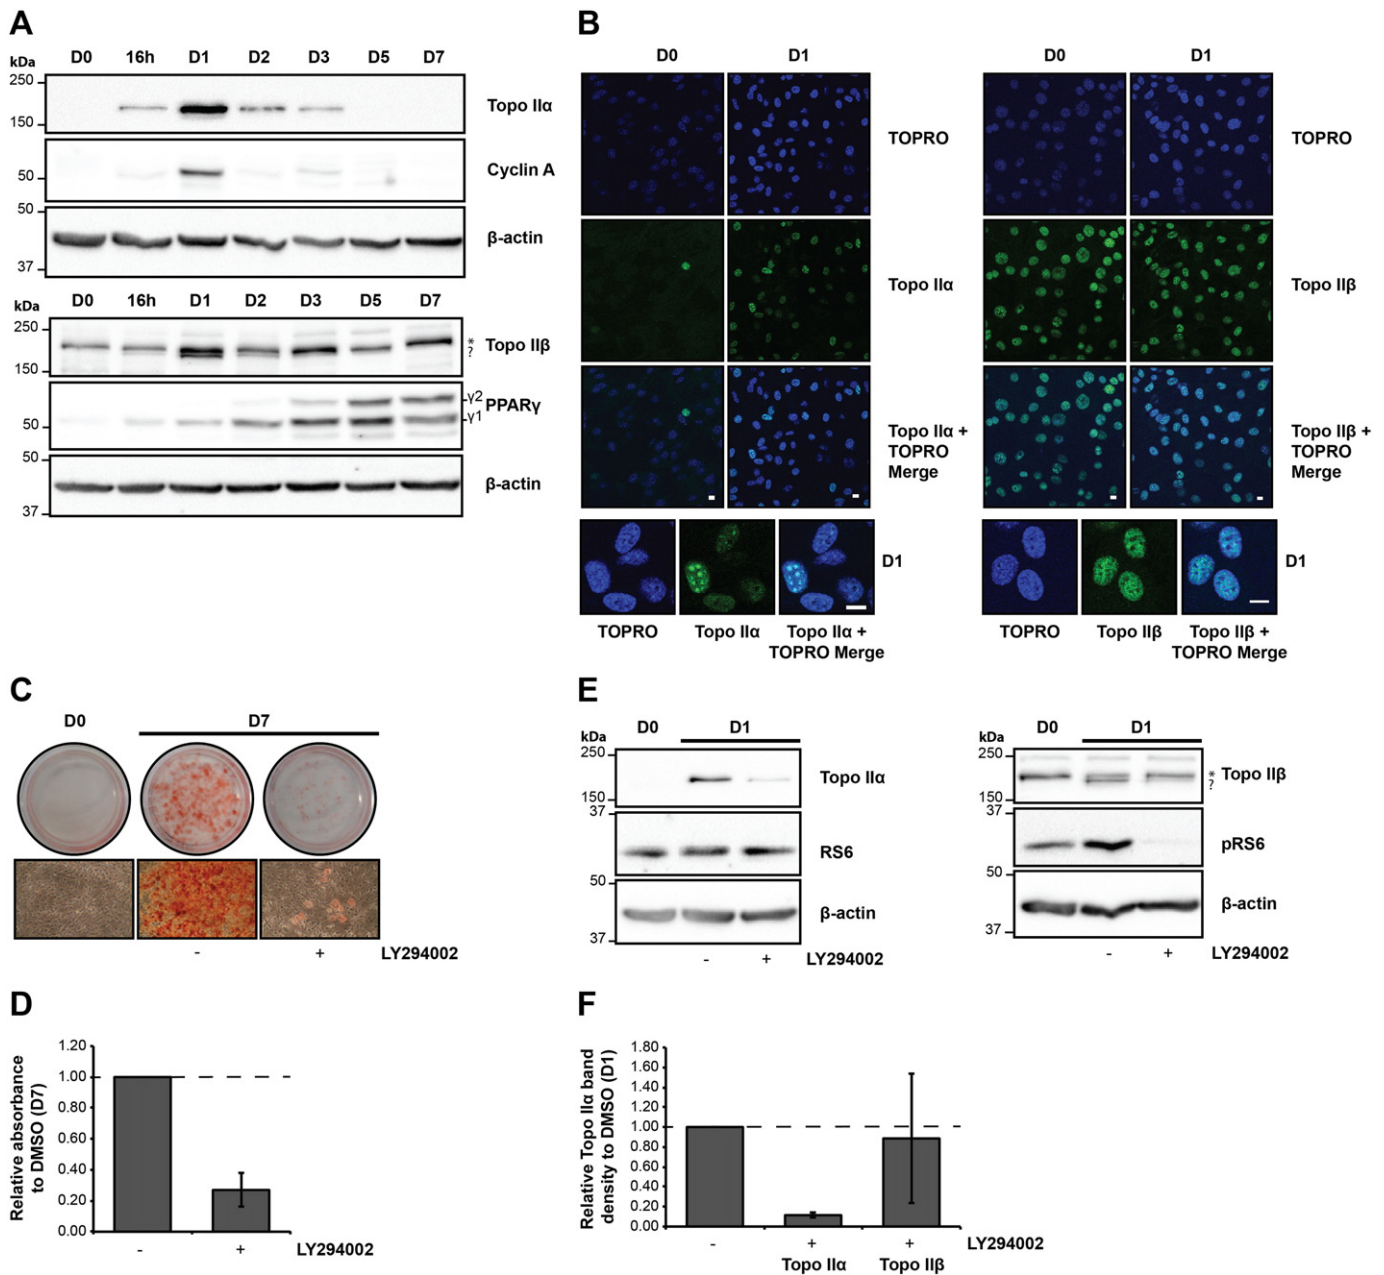 A
kDa D0 16h D1 D2 D3 D5 D7
250
150
Topo IIα
50
Cyclin A
50
37
β-actin
kDa D0 16h D1 D2 D3 D5 D7
250
150
* ?
Topo IIβ
50
γ2
γ1
PPARγ
50
37
β-actin
B
D0 D1
TOPRO
Topo IIα
Topo IIα +
TOPRO
Merge
D1
TOPRO Topo IIα Topo IIα +
TOPRO Merge
D0 D1
TOPRO
Topo IIβ
Topo IIβ +
TOPRO
Merge
D1
TOPRO Topo IIβ Topo IIβ +
TOPRO Merge
C
D0 D7
- + LY294002
D
Relative absorbance
to DMSO (D7)
1.20
1.00
0.80
0.60
0.40
0.20
0.00
- + LY294002
E
kDa D0 D1
250
150
Topo IIα
37
RS6
50
37
β-actin
- + LY294002
kDa D0 D1
250
150
* ?
Topo IIβ
37
pRS6
50
37
β-actin
- + LY294002
F
Relative Topo IIα band
density to DMSO (D1)
1.80
1.60
1.40
1.20
1.00
0.80
0.60
0.40
0.20
0.00
- + + LY294002
Topo IIα Topo IIβ